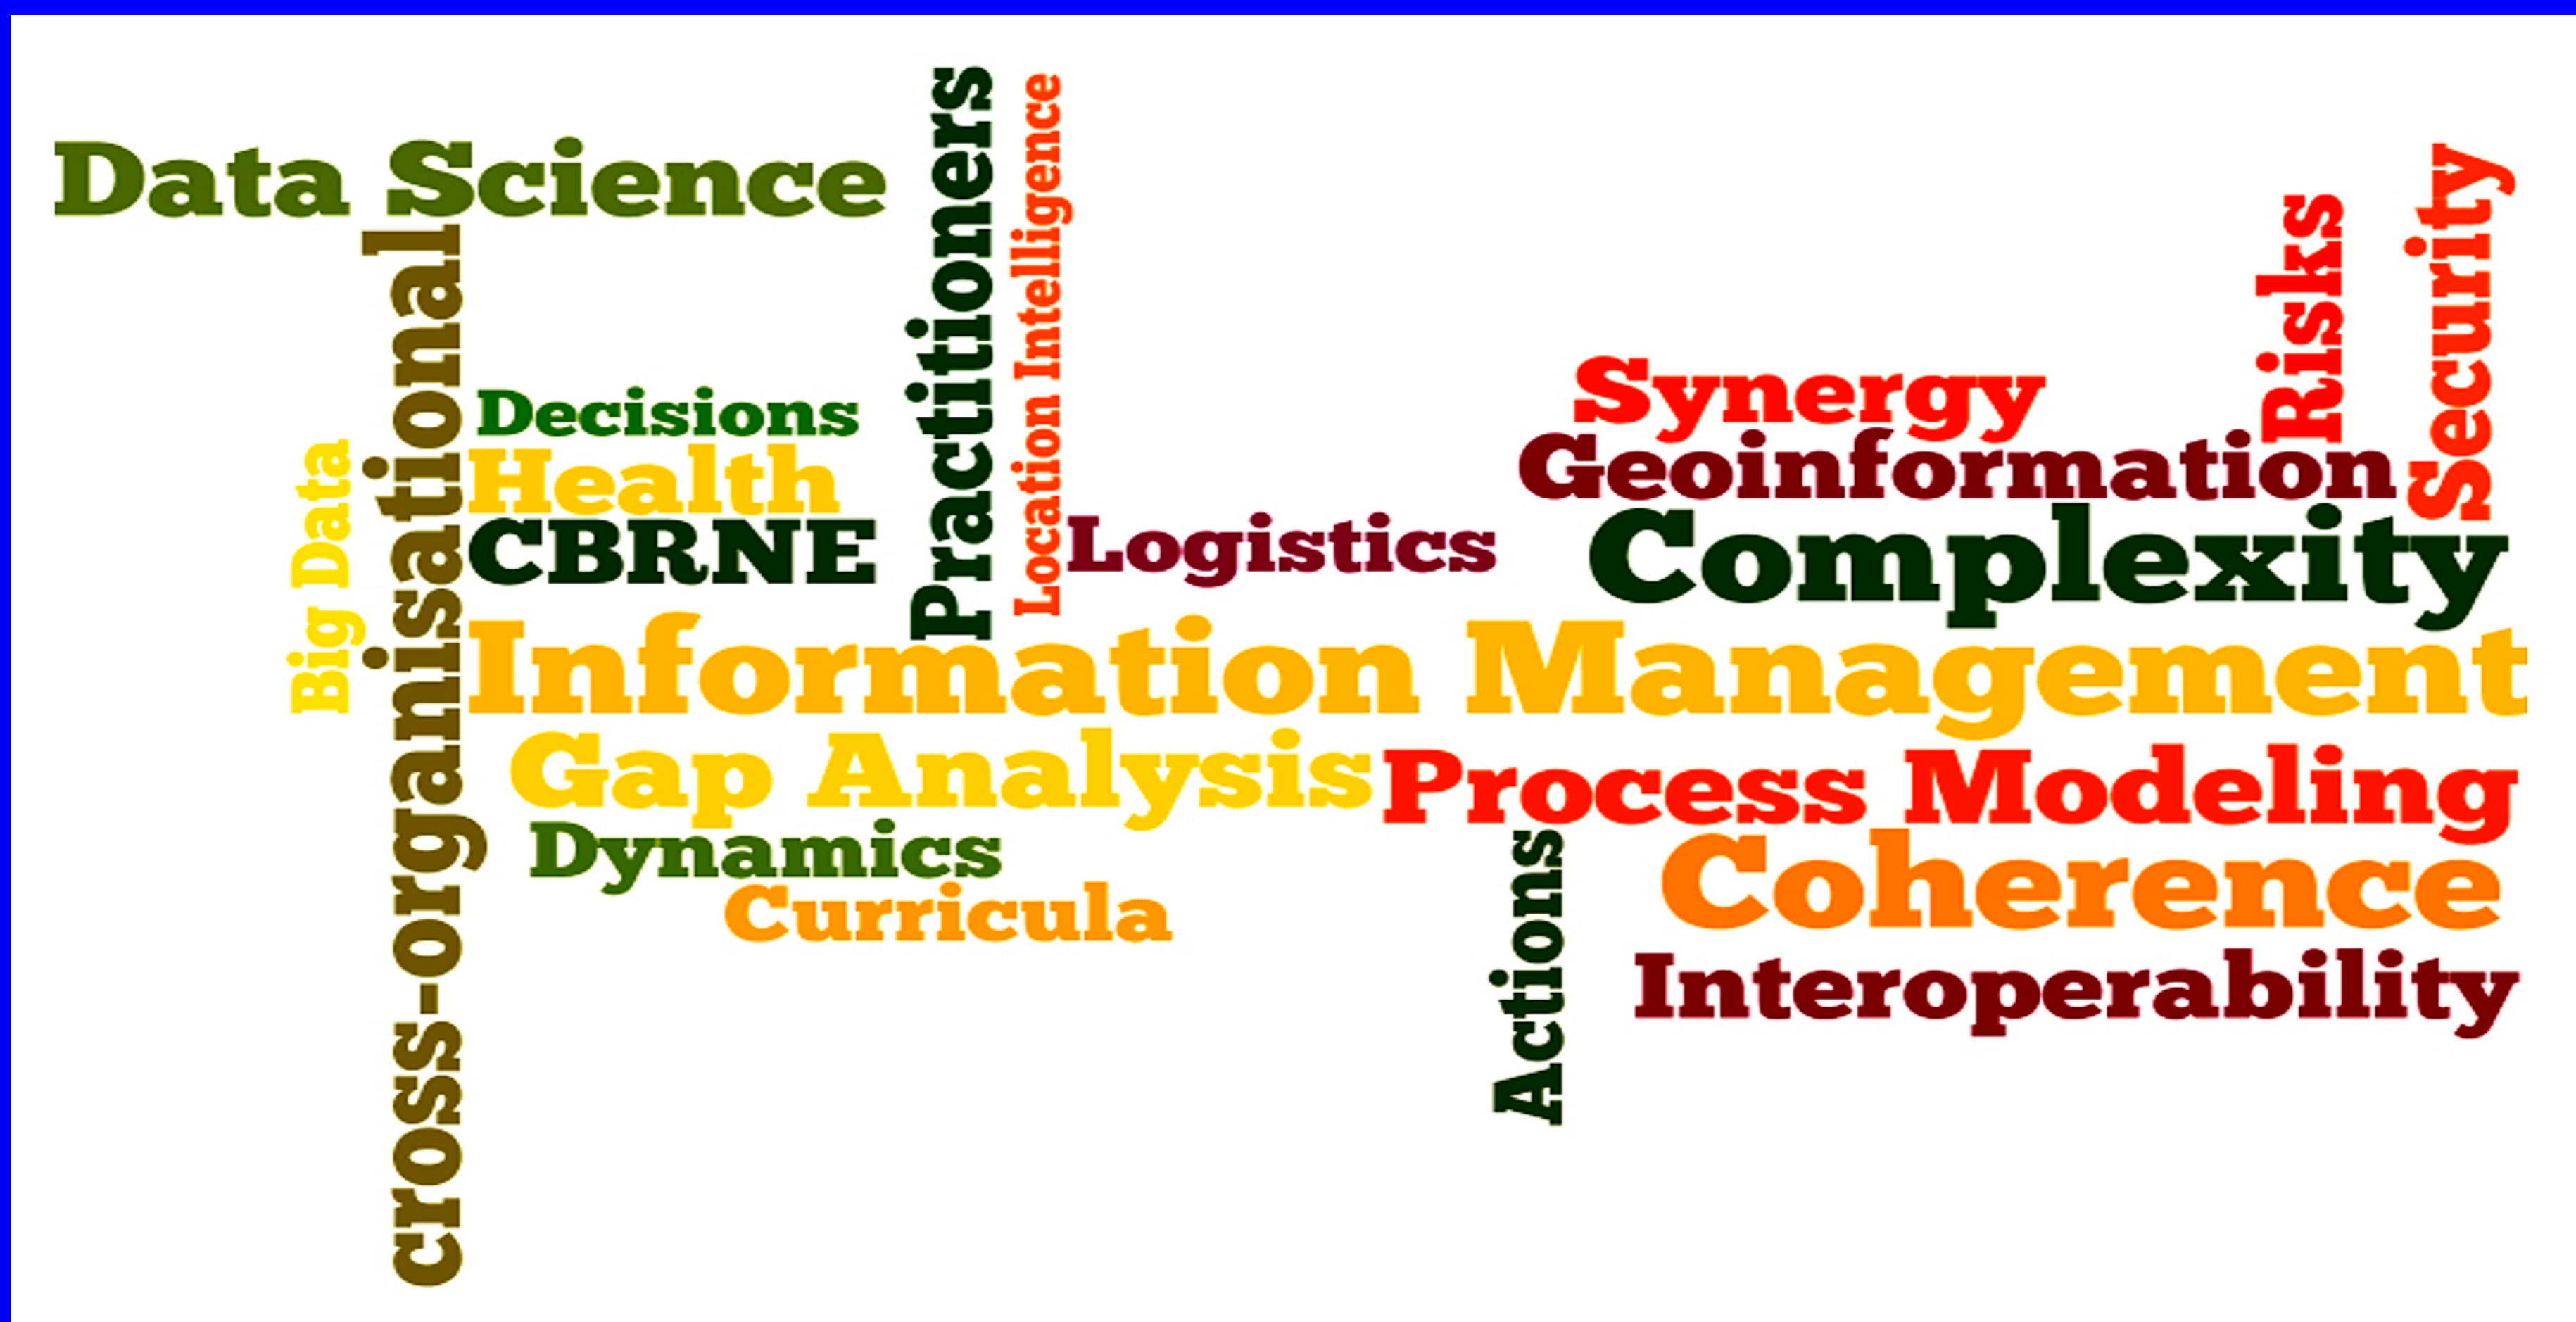 Data Science
cross-organisational
Big Data
Decisions
Health
CBRNE
Practitioners
Location Intelligence
Logistics
Synergy
Risks
Security
Geoinformation
Complexity
Information Management
Gap Analysis
Process Modeling
Dynamics
Curricula
Actions
Coherence
Interoperability